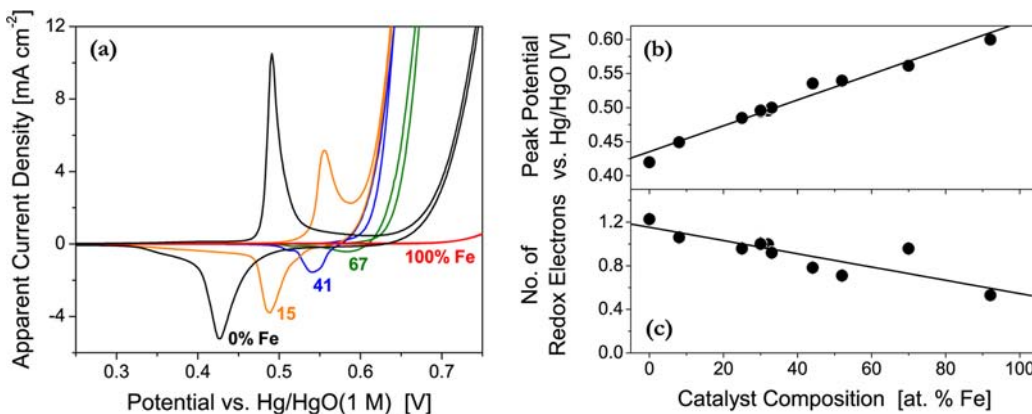 (a)
12
8
4
0
-4
0.3
0.4
0.5
0.6
0.7
Apparent Current Density [mA cm⁻²]
Potential vs. Hg/HgO(1 M) [V]
0% Fe
15
41
67
100% Fe
(b)
0.60
0.55
0.50
0.45
0.40
Peak Potential
vs. Hg/HgO [V]
(c)
1.2
0.8
0.4
0.0
No. of
Redox Electrons
0
20
40
60
80
100
Catalyst Composition [at. % Fe]